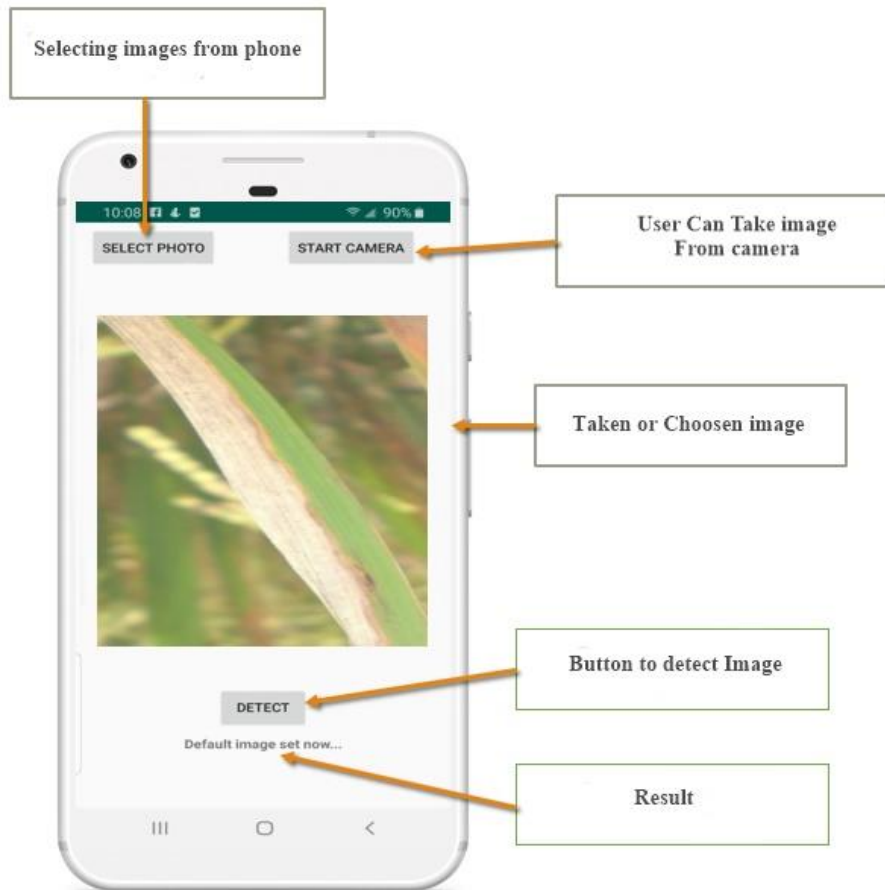 Selecting images from phone
10:08 90%
SELECT PHOTO START CAMERA
User Can Take image
From camera
Taken or Choosen image
Button to detect Image
DETECT
Default image set now...
Result